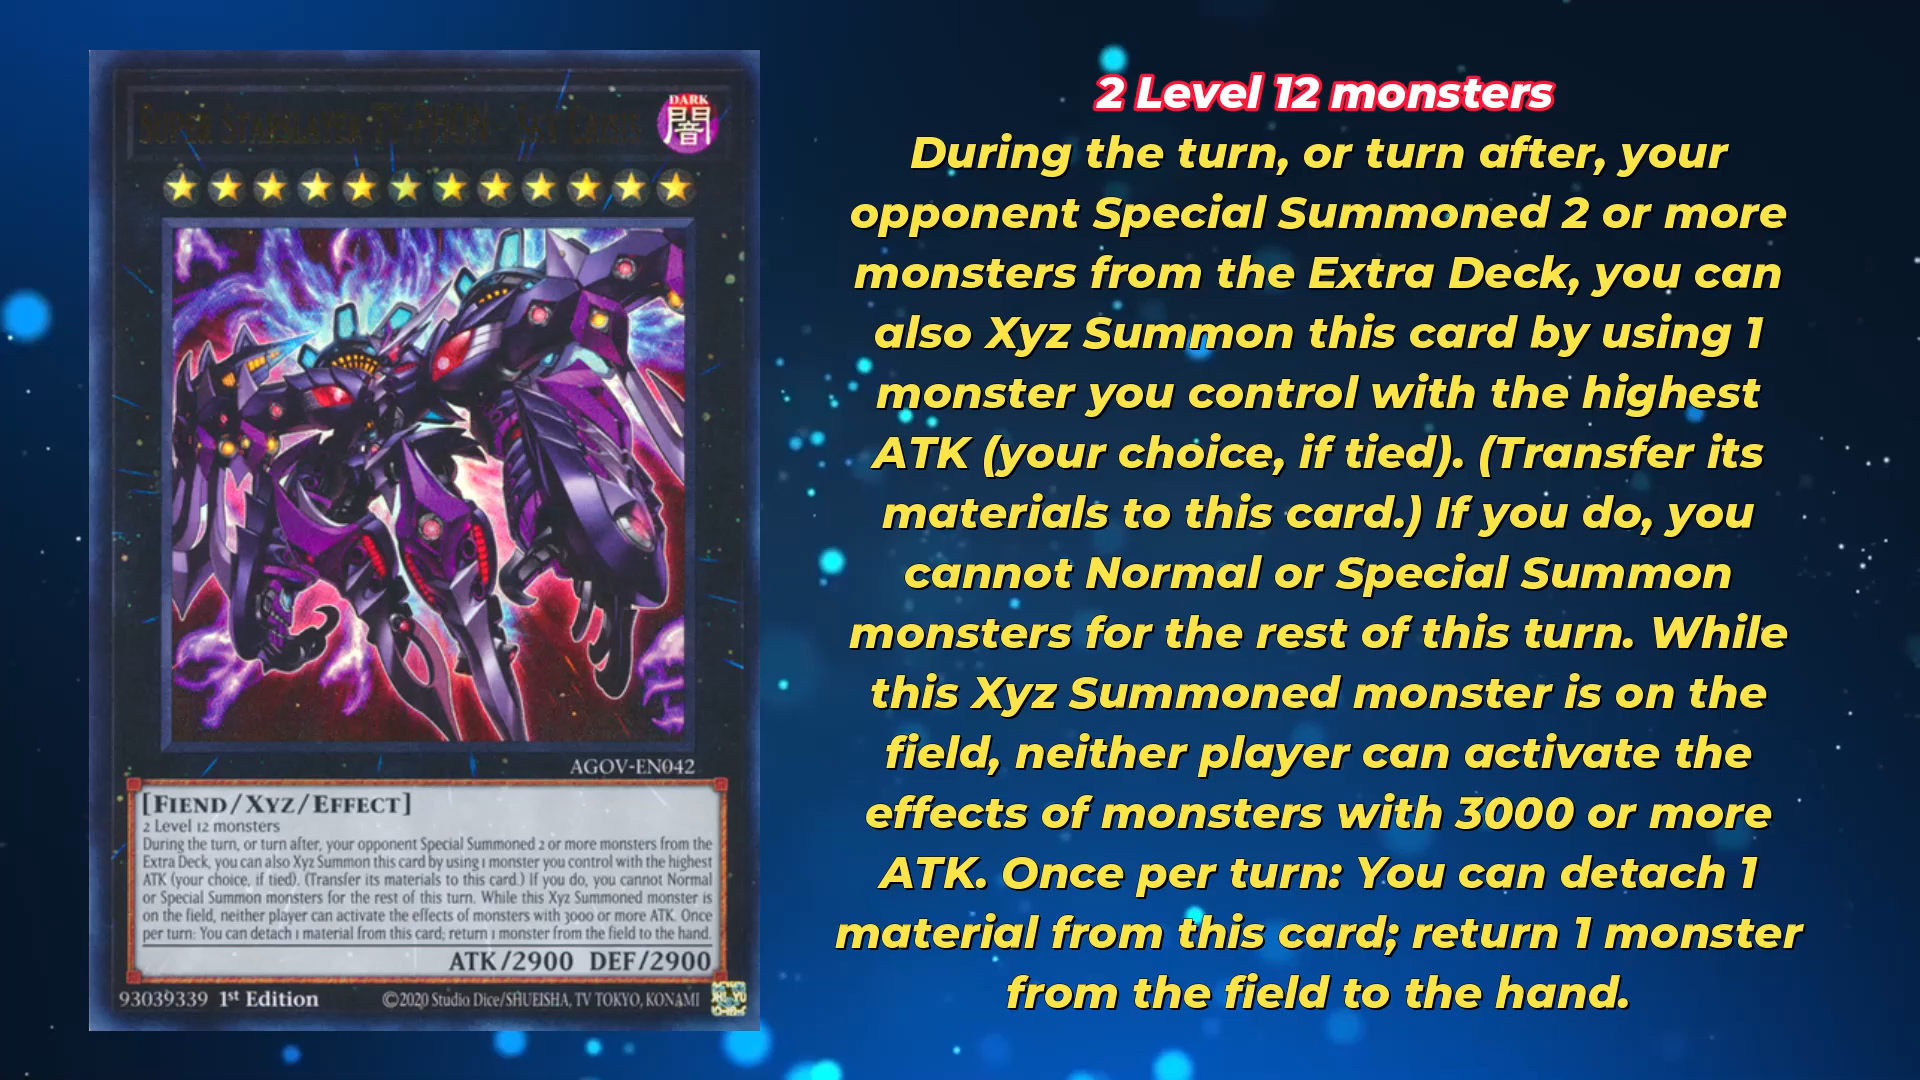 SUPER STARSLAYER TY-PHON - SKY CRISIS
DARK
闇
AGOV-EN042
[FIEND/XYZ/EFFECT]
2 Level 12 monsters
During the turn, or turn after, your opponent Special Summoned 2 or more monsters from the
Extra Deck, you can also Xyz Summon this card by using 1 monster you control with the highest
ATK (your choice, if tied). (Transfer its materials to this card.) If you do, you cannot Normal
or Special Summon monsters for the rest of this turn. While this Xyz Summoned monster is
on the field, neither player can activate the effects of monsters with 3000 or more ATK. Once
per turn: You can detach 1 material from this card; return 1 monster from the field to the hand.
ATK/2900 DEF/2900
93039339 1st Edition
©2020 Studio Dice/SHUEISHA, TV TOKYO, KONAMI
2 Level 12 monsters
During the turn, or turn after, your
opponent Special Summoned 2 or more
monsters from the Extra Deck, you can
also Xyz Summon this card by using 1
monster you control with the highest
ATK (your choice, if tied). (Transfer its
materials to this card.) If you do, you
cannot Normal or Special Summon
monsters for the rest of this turn. While
this Xyz Summoned monster is on the
field, neither player can activate the
effects of monsters with 3000 or more
ATK. Once per turn: You can detach 1
material from this card; return 1 monster
from the field to the hand.